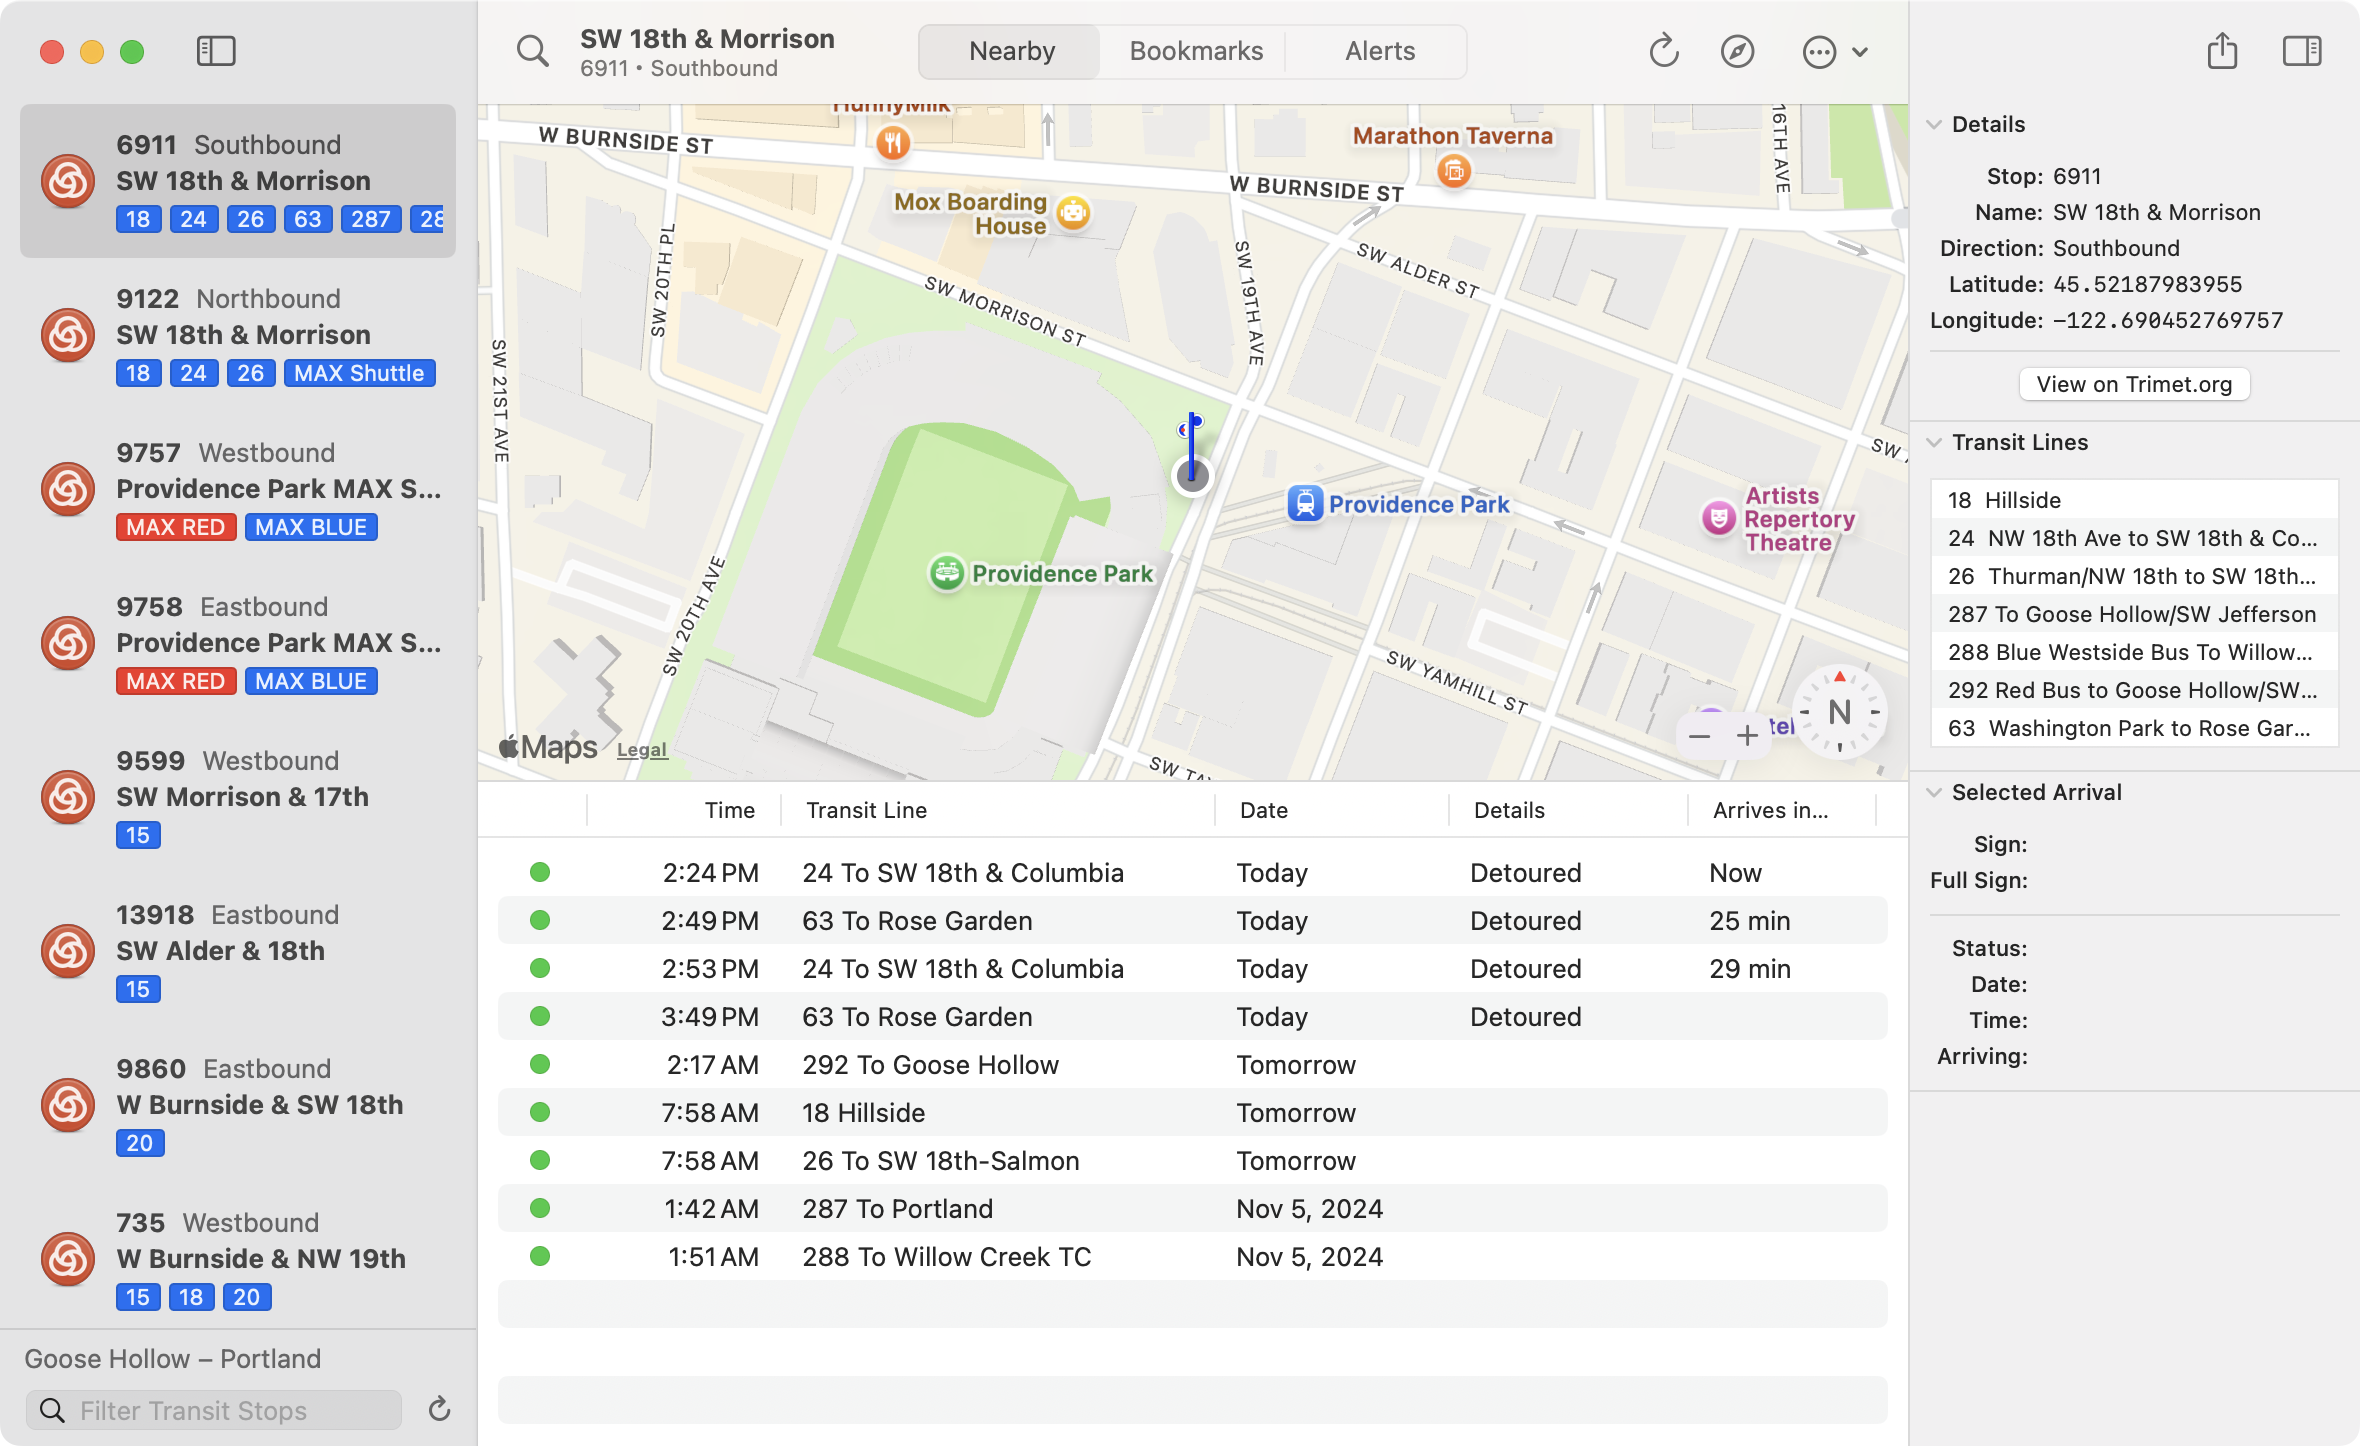 6911 Southbound
SW 18th & Morrison
18 24 26 63 287
9122 Northbound
SW 18th & Morrison
18 24 26 MAX Shuttle
9757 Westbound
Providence Park MAX S...
MAX RED MAX BLUE
9758 Eastbound
Providence Park MAX S...
MAX RED MAX BLUE
9599 Westbound
SW Morrison & 17th
15
13918 Eastbound
SW Alder & 18th
15
9860 Eastbound
W Burnside & SW 18th
20
735 Westbound
W Burnside & NW 19th
15 18 20
Goose Hollow – Portland
Filter Transit Stops
SW 18th & Morrison
6911 • Southbound
Nearby Bookmarks Alerts
HunnyMilk
W BURNSIDE ST
Marathon Taverna
16TH AVE
W BURNSIDE ST
Mox Boarding
House
SW 20TH PL
SW MORRISON ST
SW 19TH AVE
SW ALDER ST
SW 21ST AVE
SW
Providence Park
Artists
Repertory
Theatre
Providence Park
SW 20TH AVE
SW YAMHILL ST
Maps Legal
SW
N
Time Transit Line Date Details Arrives in...
2:24 PM 24 To SW 18th & Columbia Today Detoured Now
2:49 PM 63 To Rose Garden Today Detoured 25 min
2:53 PM 24 To SW 18th & Columbia Today Detoured 29 min
3:49 PM 63 To Rose Garden Today Detoured
2:17 AM 292 To Goose Hollow Tomorrow
7:58 AM 18 Hillside Tomorrow
7:58 AM 26 To SW 18th-Salmon Tomorrow
1:42 AM 287 To Portland Nov 5, 2024
1:51 AM 288 To Willow Creek TC Nov 5, 2024
Details
Stop: 6911
Name: SW 18th & Morrison
Direction: Southbound
Latitude: 45.52187983955
Longitude: −122.690452769757
View on Trimet.org
Transit Lines
18 Hillside
24 NW 18th Ave to SW 18th & Co...
26 Thurman/NW 18th to SW 18th...
287 To Goose Hollow/SW Jefferson
288 Blue Westside Bus To Willow...
292 Red Bus to Goose Hollow/SW...
63 Washington Park to Rose Gar...
Selected Arrival
Sign:
Full Sign:
Status:
Date:
Time:
Arriving: